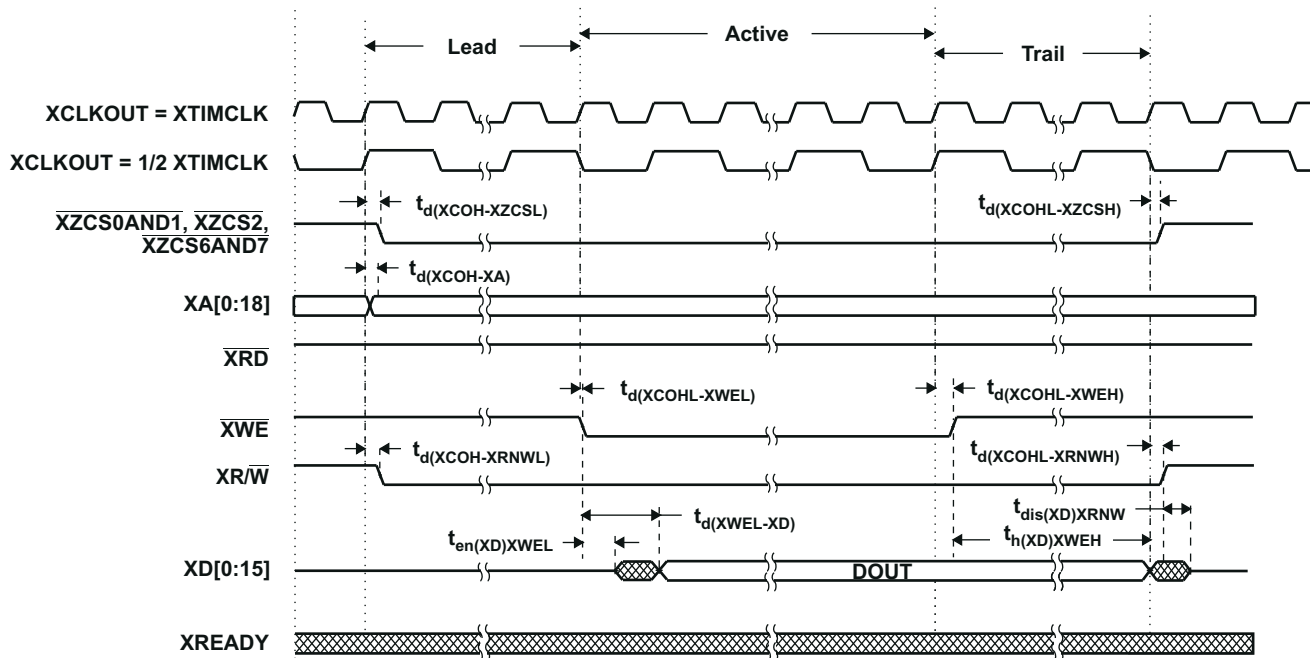 Lead
Active
Trail
XCLKOUT = XTIMCLK
XCLKOUT = 1/2 XTIMCLK
td(XCOH-XZCSL)
td(XCOHL-XZCSH)
XZCS0AND1, XZCS2,
XZCS6AND7
td(XCOH-XA)
XA[0:18]
XRD
td(XCOHL-XWEL)
td(XCOHL-XWEH)
XWE
td(XCOH-XRNWL)
td(XCOHL-XRNWH)
XR/W
td(XWEL-XD)
tdis(XD)XRNW
ten(XD)XWEL
th(XD)XWEH
XD[0:15]
DOUT
XREADY